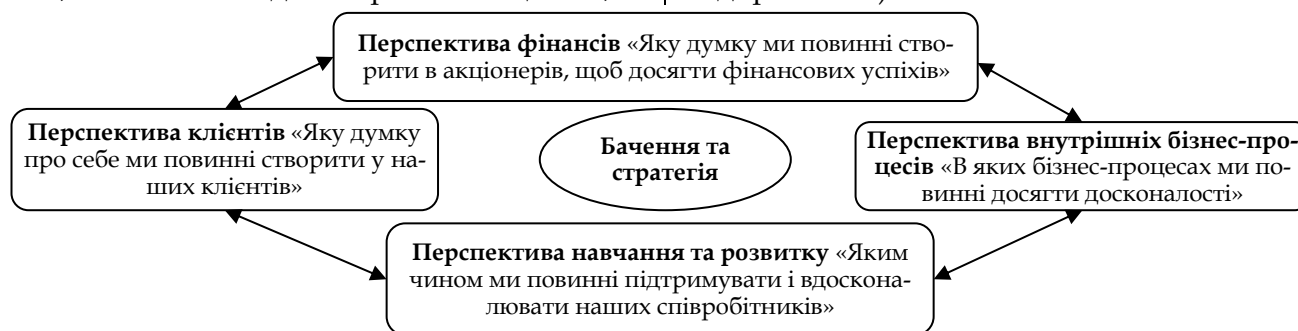 Перспектива фінансів «Яку думку ми повинні ство-
рити в акціонерів, щоб досягти фінансових успіхів»
Перспектива клієнтів «Яку думку
про себе ми повинні створити у на-
ших клієнтів»
Бачення та
стратегія
Перспектива внутрішніх бізнес-про-
цесів «В яких бізнес-процесах ми по-
винні досягти досконалості»
Перспектива навчання та розвитку «Яким
чином ми повинні підтримувати і вдоскона-
лювати наших співробітників»